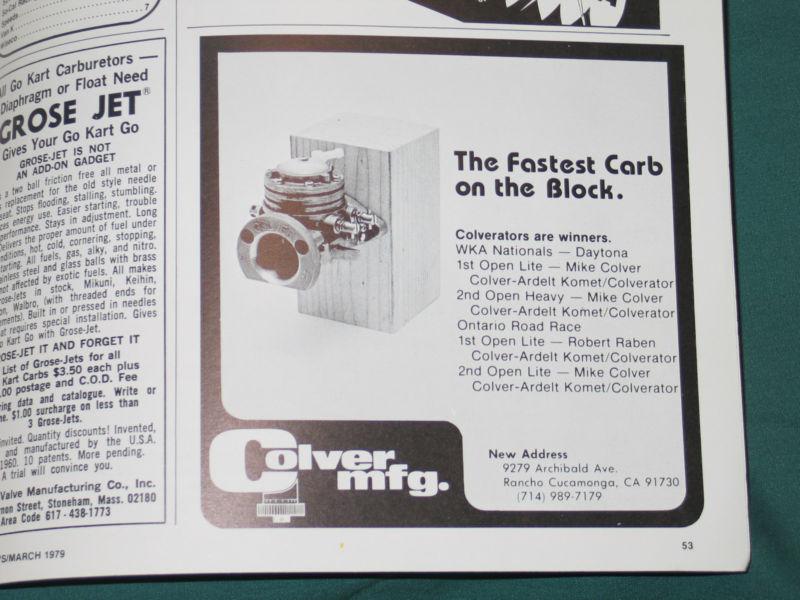 Speeds
Van K
Wiseco
7
All Go Kart Carburetors —
Diaphragm or Float Need
GROSE JET®
Gives Your Go Kart Go
GROSE-JET IS NOT
AN ADD-ON GADGET
a two ball friction free all metal or
replacement for the old style needle
seat. Stops flooding, stalling, stumbling.
energy use. Easier starting, trouble
performance. Stays in adjustment. Long
Delivers the proper amount of fuel under
conditions, hot, cold, cornering, stopping,
starting. All fuels, gas, alky, and nitro.
stainless steel and glass balls with brass
not affected by exotic fuels. All makes
Grose-Jets in stock, Mikuni, Keihin,
Walbro, (with threaded ends for
Built in or pressed in needles
that requires special installation. Gives
Go Kart Go with Grose-Jet.
GROSE-JET IT AND FORGET IT
List of Grose-Jets for all
Kart Carbs $3.50 each plus
.00 postage and C.O.D. Fee
data and catalogue. Write or
$1.00 surcharge on less than
3 Grose-Jets.
invited. Quantity discounts! Invented,
and manufactured by the U.S.A.
1960. 10 patents. More pending.
A trial will convince you.
Valve Manufacturing Co., Inc.
Street, Stoneham, Mass. 02180
Area Code 617 - 438-1773
/MARCH 1979
The Fastest Carb
on the Block.
Colverators are winners.
WKA Nationals — Daytona
1st Open Lite — Mike Colver
Colver-Ardelt Komet/Colverator
2nd Open Heavy — Mike Colver
Colver-Ardelt Komet/Colverator
Ontario Road Race
1st Open Lite — Robert Raben
Colver-Ardelt Komet/Colverator
2nd Open Lite — Mike Colver
Colver-Ardelt Komet/Colverator
Colver
mfg.
New Address
9279 Archibald Ave.
Rancho Cucamonga, CA 91730
(714) 989-7179
53